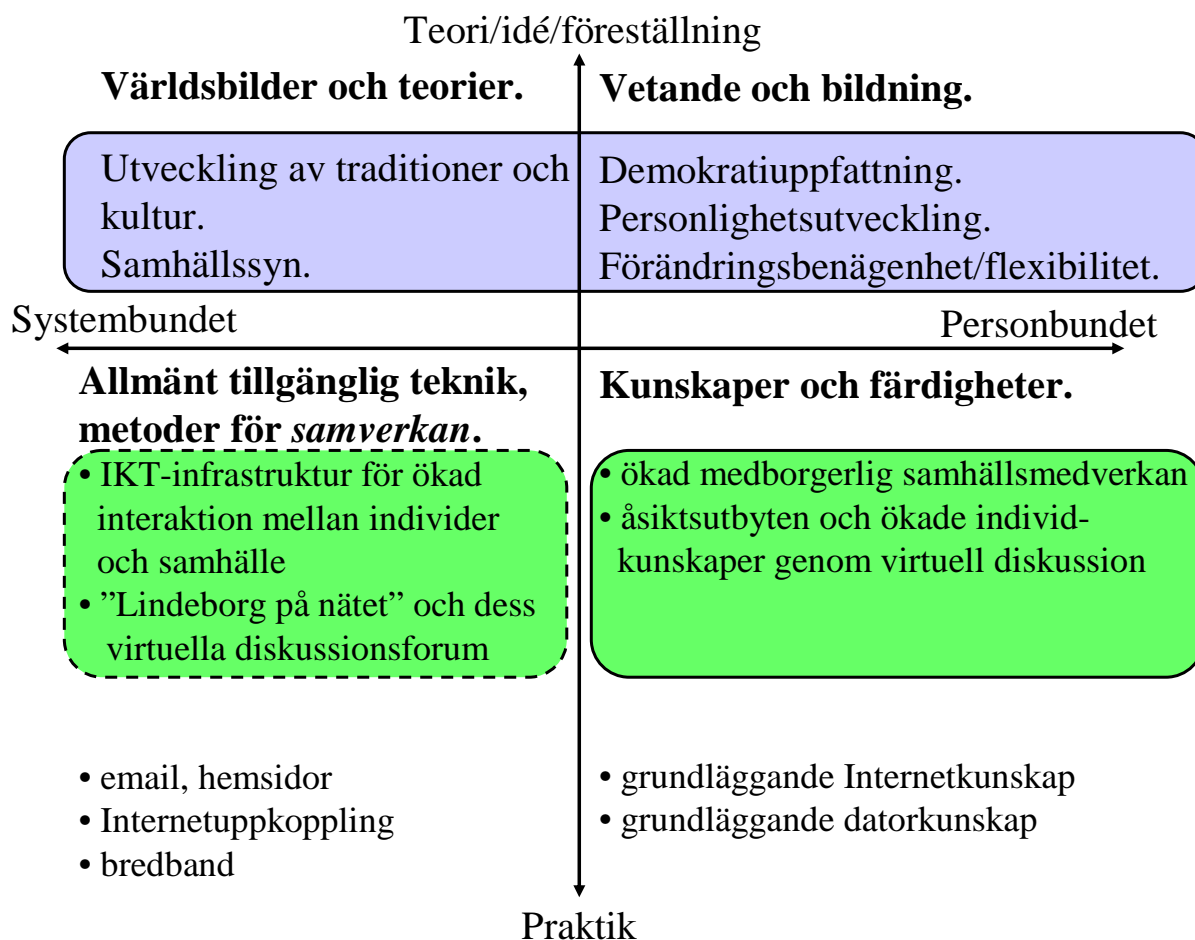 Teori/idé/föreställning
Världsbilder och teorier.
Vetande och bildning.
Utveckling av traditioner och
kultur.
Samhällssyn.
Demokratiuppfattning.
Personlighetsutveckling.
Förändringsbenägenhet/flexibilitet.
Systembundet
Personbundet
Allmänt tillgänglig teknik,
metoder för samverkan.
• IKT-infrastruktur för ökad
interaktion mellan individer
och samhälle
• ”Lindeborg på nätet” och dess
virtuella diskussionsforum
Kunskaper och färdigheter.
• ökad medborgerlig samhällsmedverkan
• åsiktsutbyten och ökade individ-
kunskaper genom virtuell diskussion
• email, hemsidor
• Internetuppkoppling
• bredband
• grundläggande Internetkunskap
• grundläggande datorkunskap
Praktik